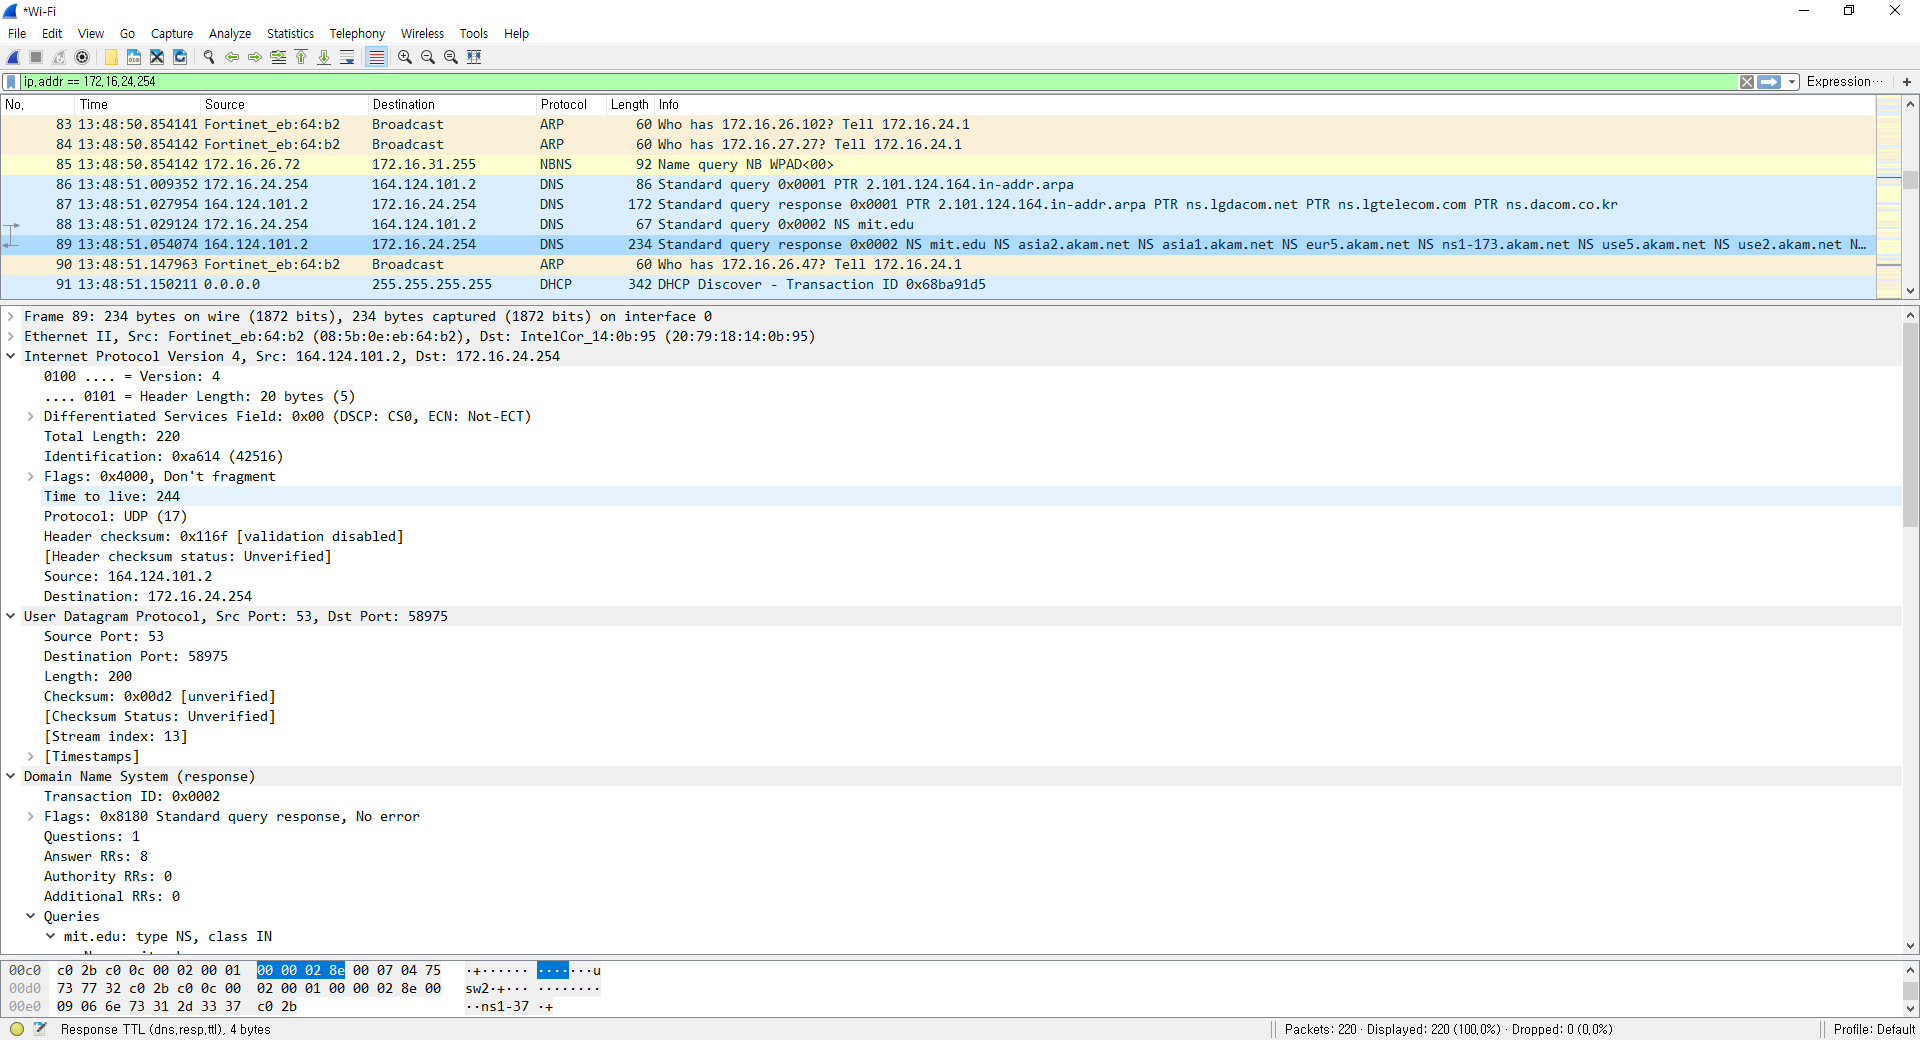 *Wi-Fi
File Edit View Go Capture Analyze Statistics Telephony Wireless Tools Help
ip.addr == 172.16.24.254
Expression…
+
No. Time Source Destination Protocol Length Info
83 13:48:50.854141 Fortinet_eb:64:b2 Broadcast ARP 60 Who has 172.16.26.102? Tell 172.16.24.1
84 13:48:50.854142 Fortinet_eb:64:b2 Broadcast ARP 60 Who has 172.16.27.27? Tell 172.16.24.1
85 13:48:50.854142 172.16.26.72 172.16.31.255 NBNS 92 Name query NB WPAD<00>
86 13:48:51.009352 172.16.24.254 164.124.101.2 DNS 86 Standard query 0x0001 PTR 2.101.124.164.in-addr.arpa
87 13:48:51.027954 164.124.101.2 172.16.24.254 DNS 172 Standard query response 0x0001 PTR 2.101.124.164.in-addr.arpa PTR ns.lgdacom.net PTR ns.lgtelecom.com PTR ns.dacom.co.kr
88 13:48:51.029124 172.16.24.254 164.124.101.2 DNS 67 Standard query 0x0002 NS mit.edu
89 13:48:51.054074 164.124.101.2 172.16.24.254 DNS 234 Standard query response 0x0002 NS mit.edu NS asia2.akam.net NS asia1.akam.net NS eur5.akam.net NS ns1-173.akam.net NS use5.akam.net NS use2.akam.net N…
90 13:48:51.147963 Fortinet_eb:64:b2 Broadcast ARP 60 Who has 172.16.26.47? Tell 172.16.24.1
91 13:48:51.150211 0.0.0.0 255.255.255.255 DHCP 342 DHCP Discover - Transaction ID 0x68ba91d5
Frame 89: 234 bytes on wire (1872 bits), 234 bytes captured (1872 bits) on interface 0
Ethernet II, Src: Fortinet_eb:64:b2 (08:5b:0e:eb:64:b2), Dst: IntelCor_14:0b:95 (20:79:18:14:0b:95)
Internet Protocol Version 4, Src: 164.124.101.2, Dst: 172.16.24.254
0100 .... = Version: 4
.... 0101 = Header Length: 20 bytes (5)
Differentiated Services Field: 0x00 (DSCP: CS0, ECN: Not-ECT)
Total Length: 220
Identification: 0xa614 (42516)
Flags: 0x4000, Don't fragment
Time to live: 244
Protocol: UDP (17)
Header checksum: 0x116f [validation disabled]
[Header checksum status: Unverified]
Source: 164.124.101.2
Destination: 172.16.24.254
User Datagram Protocol, Src Port: 53, Dst Port: 58975
Source Port: 53
Destination Port: 58975
Length: 200
Checksum: 0x00d2 [unverified]
[Checksum Status: Unverified]
[Stream index: 13]
[Timestamps]
Domain Name System (response)
Transaction ID: 0x0002
Flags: 0x8180 Standard query response, No error
Questions: 1
Answer RRs: 8
Authority RRs: 0
Additional RRs: 0
Queries
mit.edu: type NS, class IN
00c0 c0 2b c0 0c 00 02 00 01 00 00 02 8e 00 07 04 75 ·+······ ·······u
00d0 73 77 32 c0 2b c0 0c 00 02 00 01 00 00 02 8e 00 sw2·+··· ········
00e0 09 06 6e 73 31 2d 33 37 c0 2b ··ns1-37 ·+
Response TTL (dns.resp.ttl), 4 bytes
Packets: 220 · Displayed: 220 (100.0%) · Dropped: 0 (0.0%)
Profile: Default